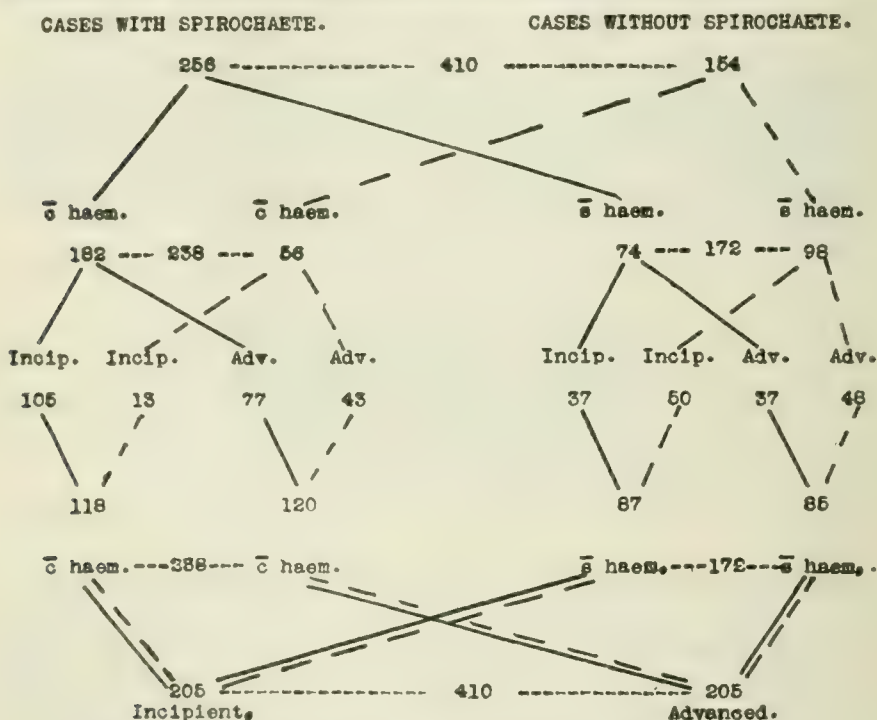 CASES WITH SPIROCHAETE. CASES WITHOUT SPIROCHAETE.
256 ---------- 410 ---------- 154
c̄ haem. c̄ haem. s̄ haem. s̄ haem.
182 --- 238 --- 56 74 --- 172 --- 98
Incip. Incip. Adv. Adv. Incip. Incip. Adv. Adv.
105 13 77 43 37 50 37 48
118 120 87 85
c̄ haem. --- 238 --- c̄ haem. s̄ haem. --- 172 --- s̄ haem.
205 ---------- 410 ---------- 205
Incipient. Advanced.